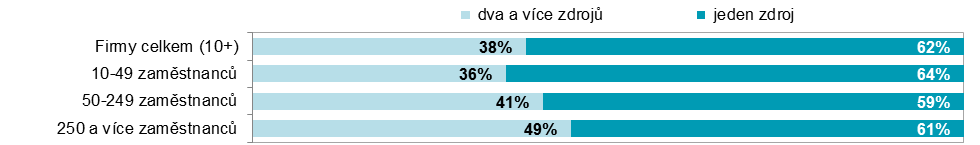 dva a více zdrojů jeden zdroj
Firmy celkem (10+) 38% 62%
10-49 zaměstnanců 36% 64%
50-249 zaměstnanců 41% 59%
250 a více zaměstnanců 49% 61%